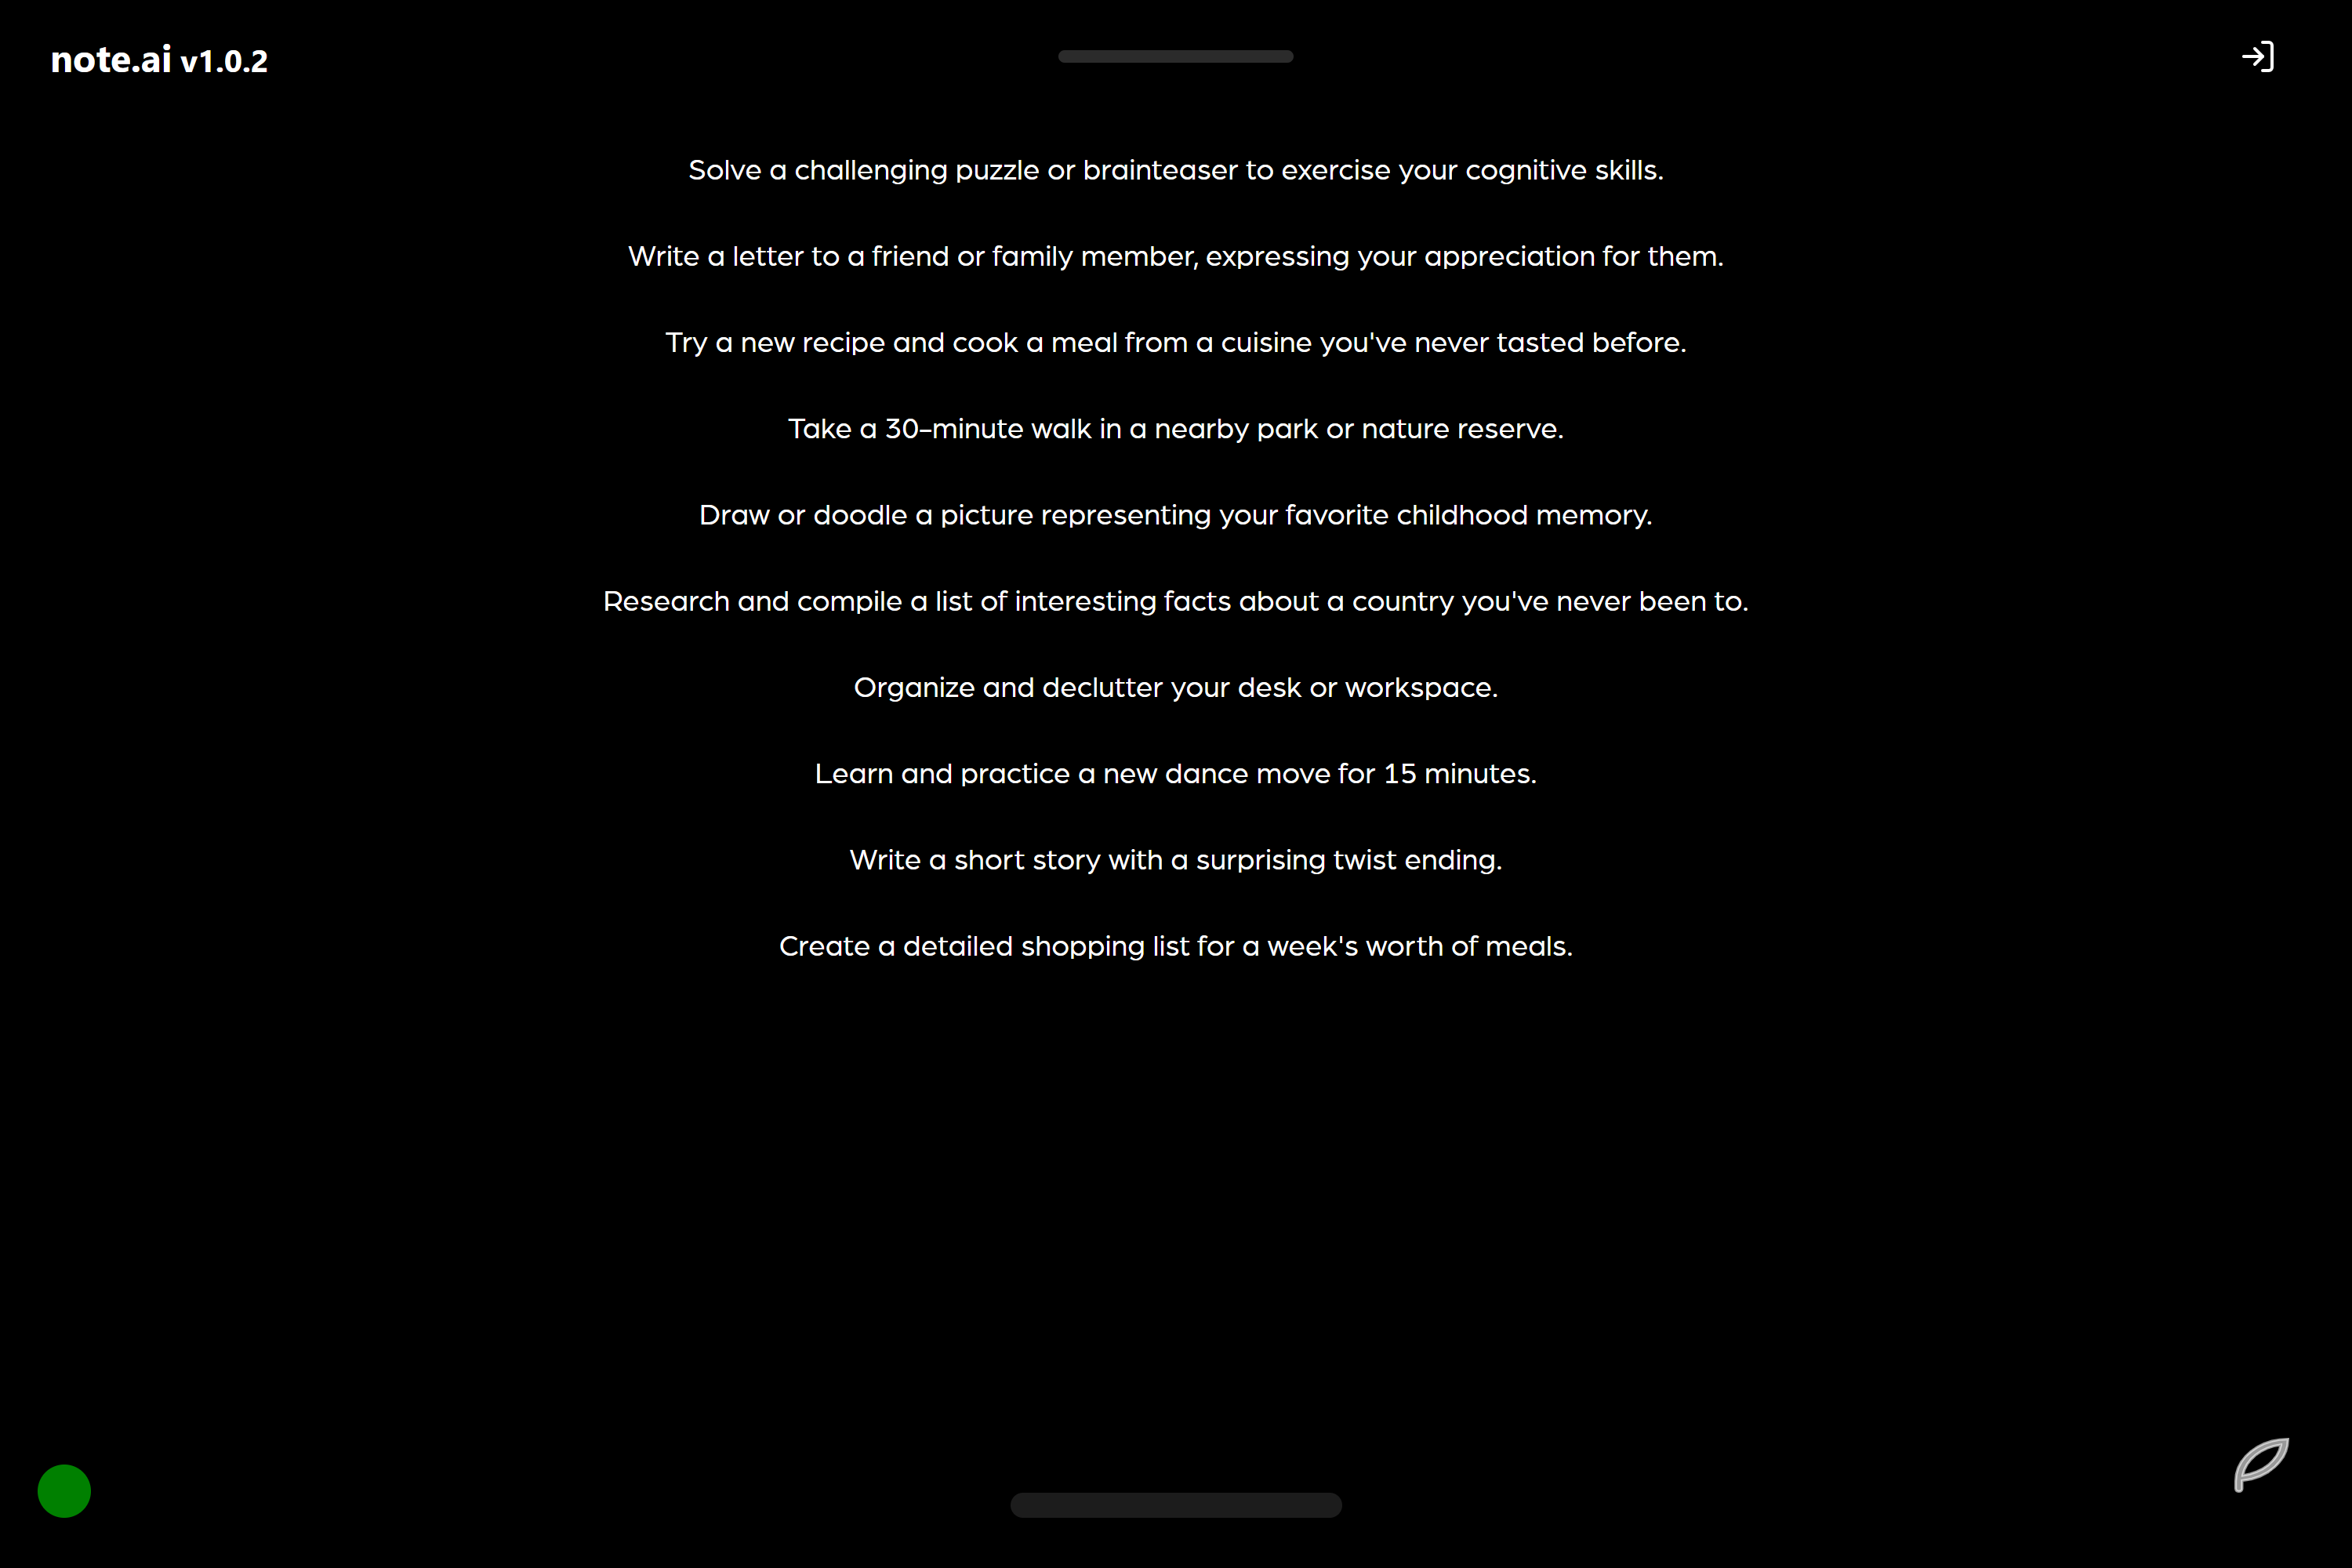 note.ai v1.0.2
Solve a challenging puzzle or brainteaser to exercise your cognitive skills.
Write a letter to a friend or family member, expressing your appreciation for them.
Try a new recipe and cook a meal from a cuisine you've never tasted before.
Take a 30-minute walk in a nearby park or nature reserve.
Draw or doodle a picture representing your favorite childhood memory.
Research and compile a list of interesting facts about a country you've never been to.
Organize and declutter your desk or workspace.
Learn and practice a new dance move for 15 minutes.
Write a short story with a surprising twist ending.
Create a detailed shopping list for a week's worth of meals.